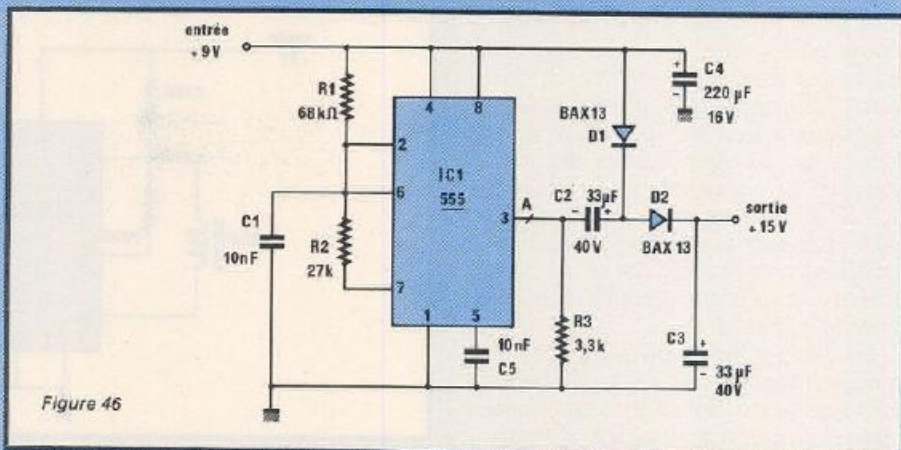 entrée
+9V
R1
68kΩ
4
8
BAX13
D1
+
-
C4
220 µF
16V
2
6
IC1
555
C1
10nF
R2
27k
7
3
A
C2
33µF
-
+
40V
D2
BAX 13
sortie
+15V
1
5
10nF
C5
R3
3,3k
C3
+
-
33µF
40V
Figure 46